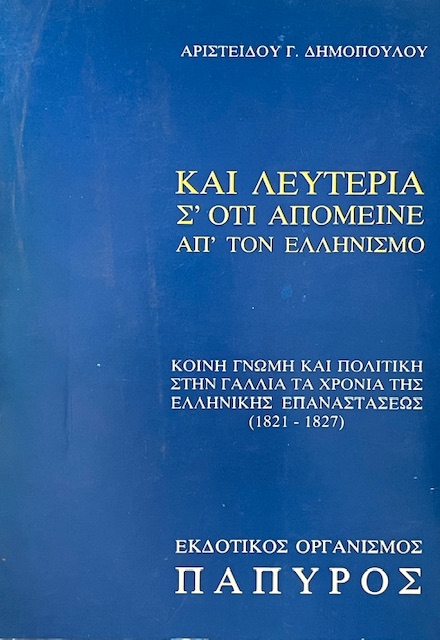 ΑΡΙΣΤΕΙΔΟΥ Γ. ΔΗΜΟΠΟΥΛΟΥ
ΚΑΙ ΛΕΥΤΕΡΙΑ
Σ' ΟΤΙ ΑΠΟΜΕΙΝΕ
ΑΠ' ΤΟΝ ΕΛΛΗΝΙΣΜΟ
ΚΟΙΝΗ ΓΝΩΜΗ ΚΑΙ ΠΟΛΙΤΙΚΗ
ΣΤΗΝ ΓΑΛΛΙΑ ΤΑ ΧΡΟΝΙΑ ΤΗΣ
ΕΛΛΗΝΙΚΗΣ ΕΠΑΝΑΣΤΑΣΕΩΣ
(1821 - 1827)
ΕΚΔΟΤΙΚΟΣ ΟΡΓΑΝΙΣΜΟΣ
ΠΑΠΥΡΟΣ